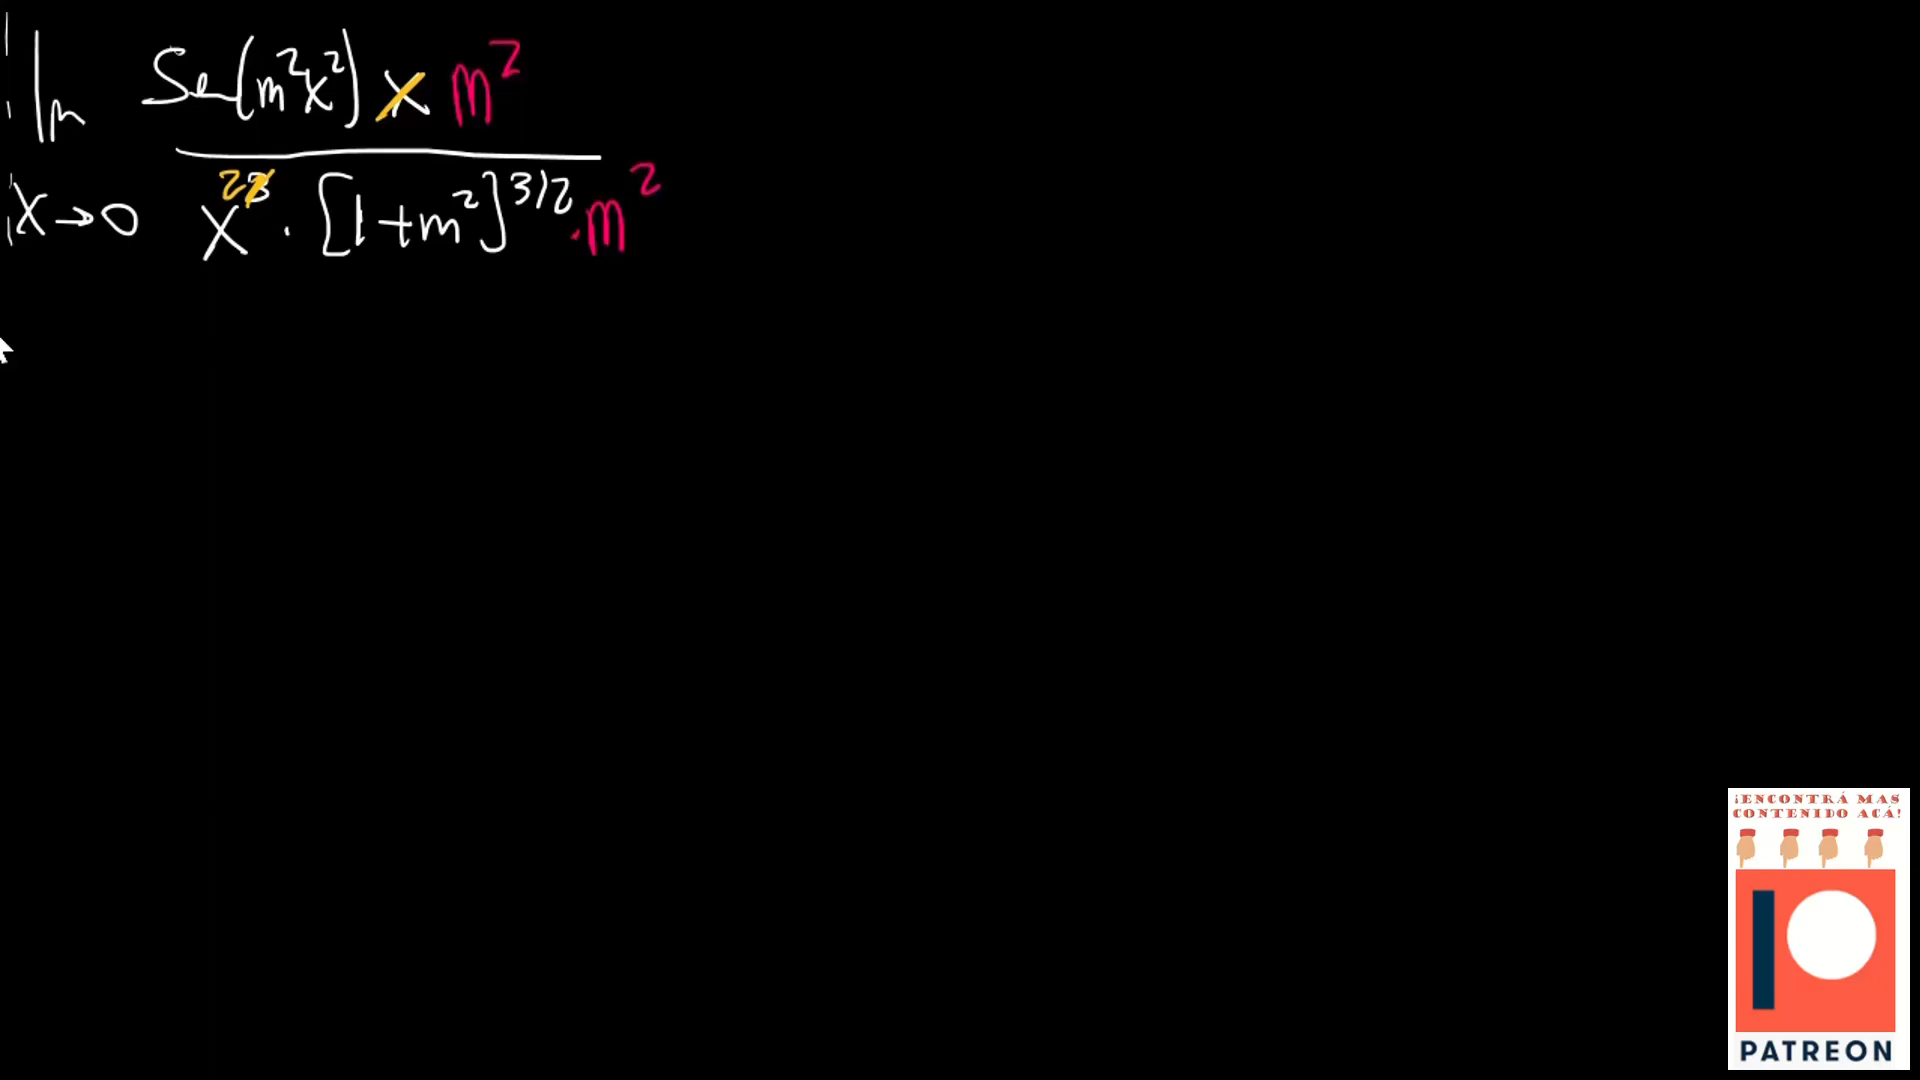 lim Sen(m²x²) x m²
x→0 x²3 · [1+m²]^3/2 · m²
¡ENCONTRÁ MAS
CONTENIDO ACÁ!
PATREON